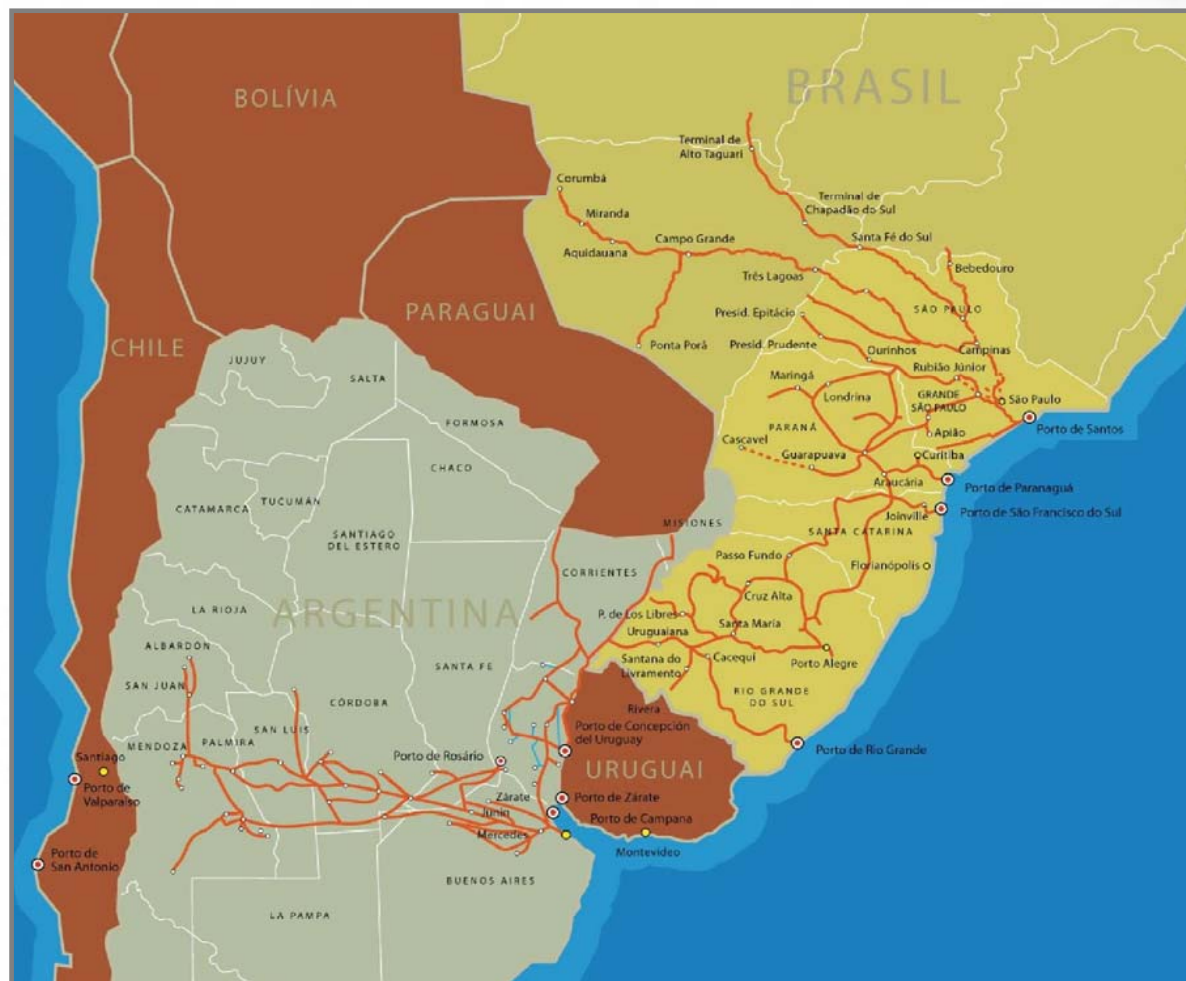 BRASIL
BOLÍVIA
Terminal de
Alto Taquari
Corumbá
Terminal de
Chapadão do Sul
Miranda
Santa Fé do Sul
Campo Grande
Aquidauana
Bebedouro
Três Lagoas
SÃO PAULO
PARAGUAI
Presid. Epitácio
CHILE
Ponta Porã
Presid. Prudente
Ourinhos
Campinas
JUJUY
Rubião Júnior
SALTA
Maringá
Londrina
GRANDE
SÃO PAULO
São Paulo
FORMOSA
PARANÁ
Apião
Porto de Santos
Cascavel
Guarapuava
Curitiba
CHACO
Araucária
Porto de Paranaguá
TUCUMÁN
CATAMARCA
Joinville
Porto de São Francisco do Sul
MISIONES
SANTIAGO
DEL ESTERO
SANTA CATARINA
Passo Fundo
Florianópolis
CORRIENTES
Cruz Alta
LA RIOJA
ARGENTINA
P. de Los Libres
Santa María
Uruguaiana
ALBARDÓN
Cacequi
Porto Alegre
SANTA FE
Santana do
Livramento
SAN JUAN
RIO GRANDE
DO SUL
CÓRDOBA
Rivera
SAN LUIS
Porto de Concepción
del Uruguay
MENDOZA
PALMIRA
Porto de Rio Grande
Santiago
Porto de Rosário
URUGUAI
Porto de
Valparaíso
Zárate
Porto de Zárate
Junin
Porto de Campana
Mercedes
Montevideo
Porto de
San Antonio
BUENOS AIRES
LA PAMPA